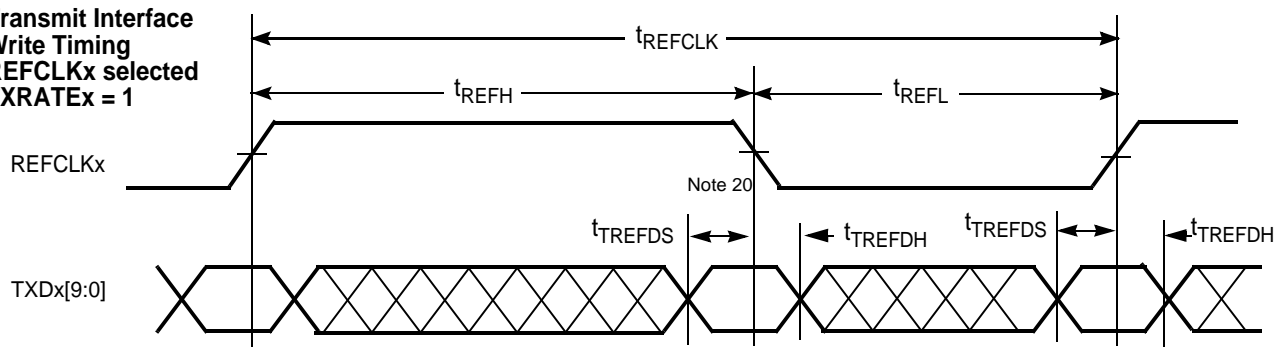 ransmit Interface
Write Timing
REFCLKx selected
XRATEx = 1
tREFCLK
tREFH
tREFL
REFCLKx
Note 20
tTREFDS
tTREFDH
tTREFDS
tTREFDH
TXDx[9:0]